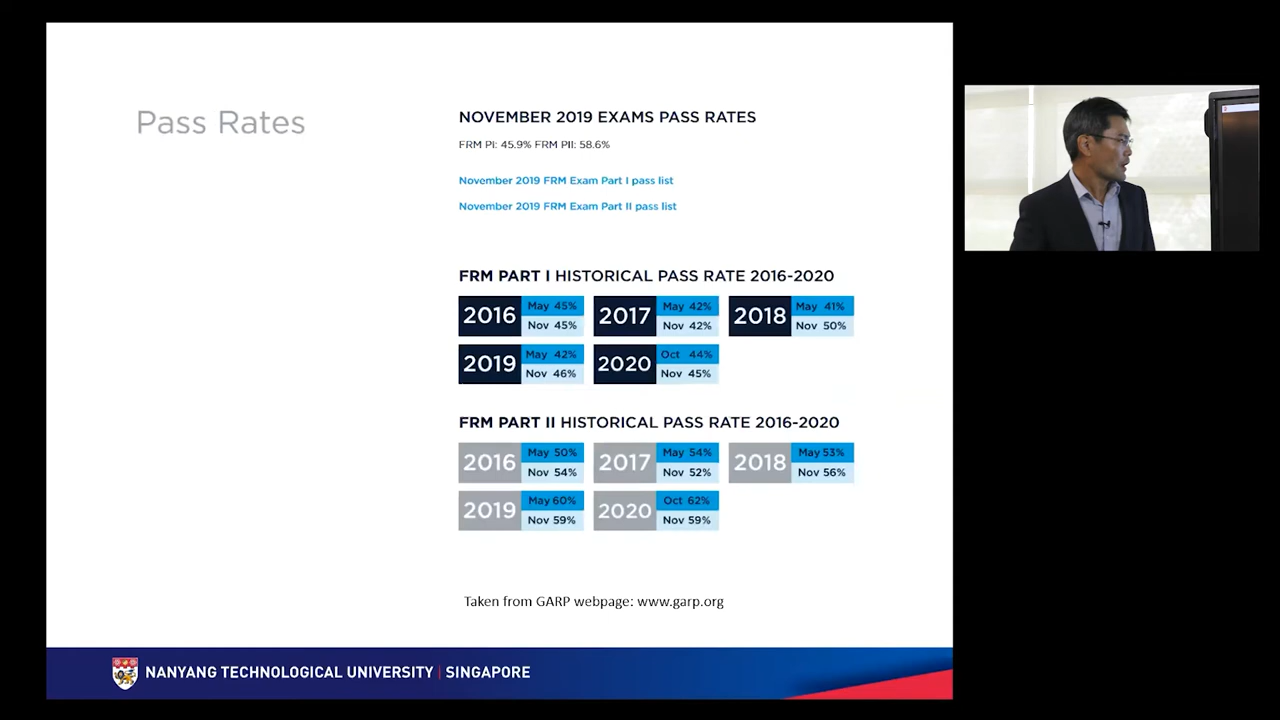 Pass Rates
NOVEMBER 2019 EXAMS PASS RATES
FRM PI: 45.9% FRM PII: 58.6%
November 2019 FRM Exam Part I pass list
November 2019 FRM Exam Part II pass list
FRM PART I HISTORICAL PASS RATE 2016-2020
2016 May 45% Nov 45%
2017 May 42% Nov 42%
2018 May 41% Nov 50%
2019 May 42% Nov 46%
2020 Oct 44% Nov 45%
FRM PART II HISTORICAL PASS RATE 2016-2020
2016 May 50% Nov 54%
2017 May 54% Nov 52%
2018 May 53% Nov 56%
2019 May 60% Nov 59%
2020 Oct 62% Nov 59%
Taken from GARP webpage: www.garp.org
NANYANG TECHNOLOGICAL UNIVERSITY | SINGAPORE